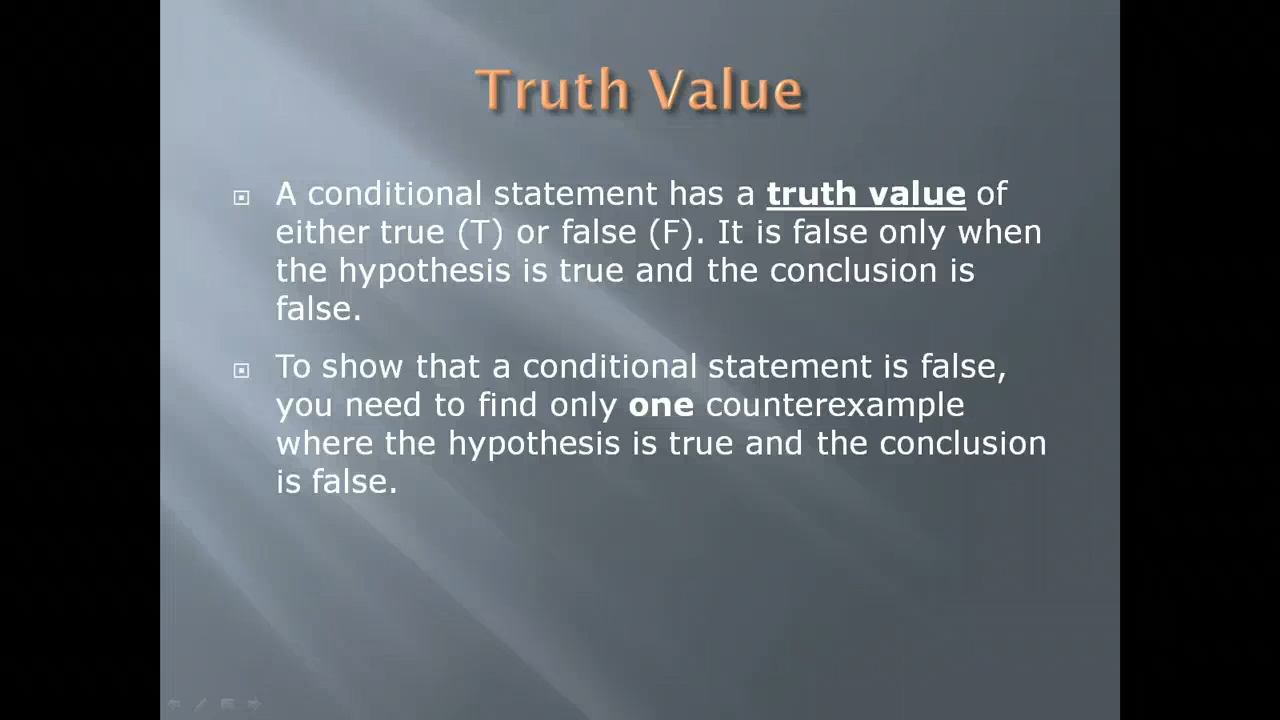 Truth Value
A conditional statement has a truth value of
either true (T) or false (F). It is false only when
the hypothesis is true and the conclusion is
false.
To show that a conditional statement is false,
you need to find only one counterexample
where the hypothesis is true and the conclusion
is false.